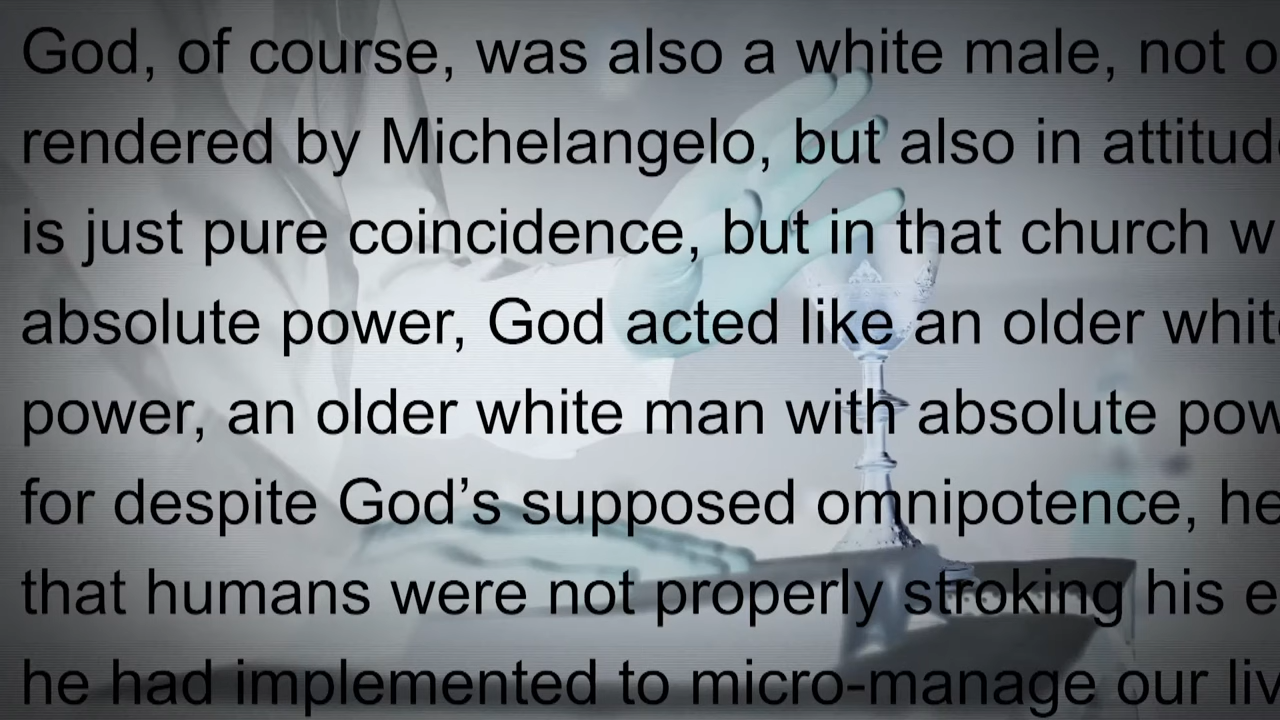 God, of course, was also a white male, not o
rendered by Michelangelo, but also in attitud
is just pure coincidence, but in that church w
absolute power, God acted like an older whit
power, an older white man with absolute pow
for despite God’s supposed omnipotence, he
that humans were not properly stroking his e
he had implemented to micro-manage our liv